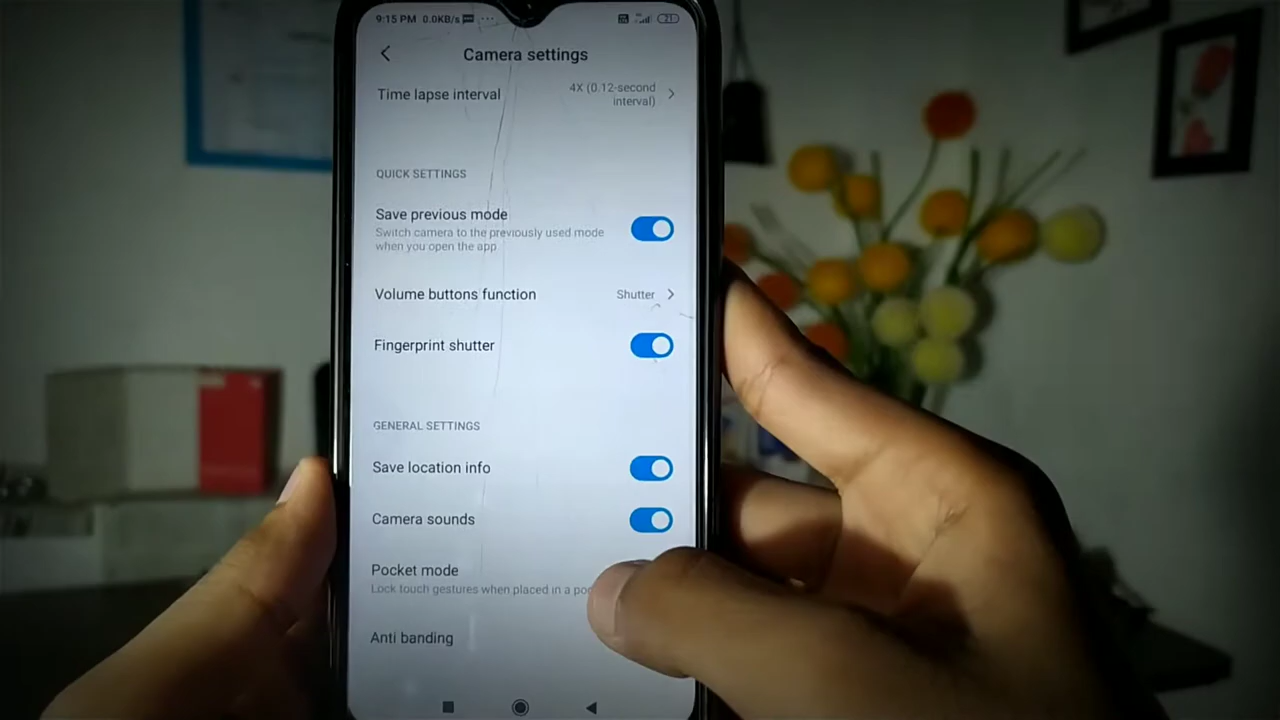 9:15 PM 0.0KB/s ... 21
Camera settings
Time lapse interval
4X (0.12-second
interval)
QUICK SETTINGS
Save previous mode
Switch camera to the previously used mode
when you open the app
Volume buttons function
Shutter
Fingerprint shutter
GENERAL SETTINGS
Save location info
Camera sounds
Pocket mode
Lock touch gestures when placed in a
Anti banding